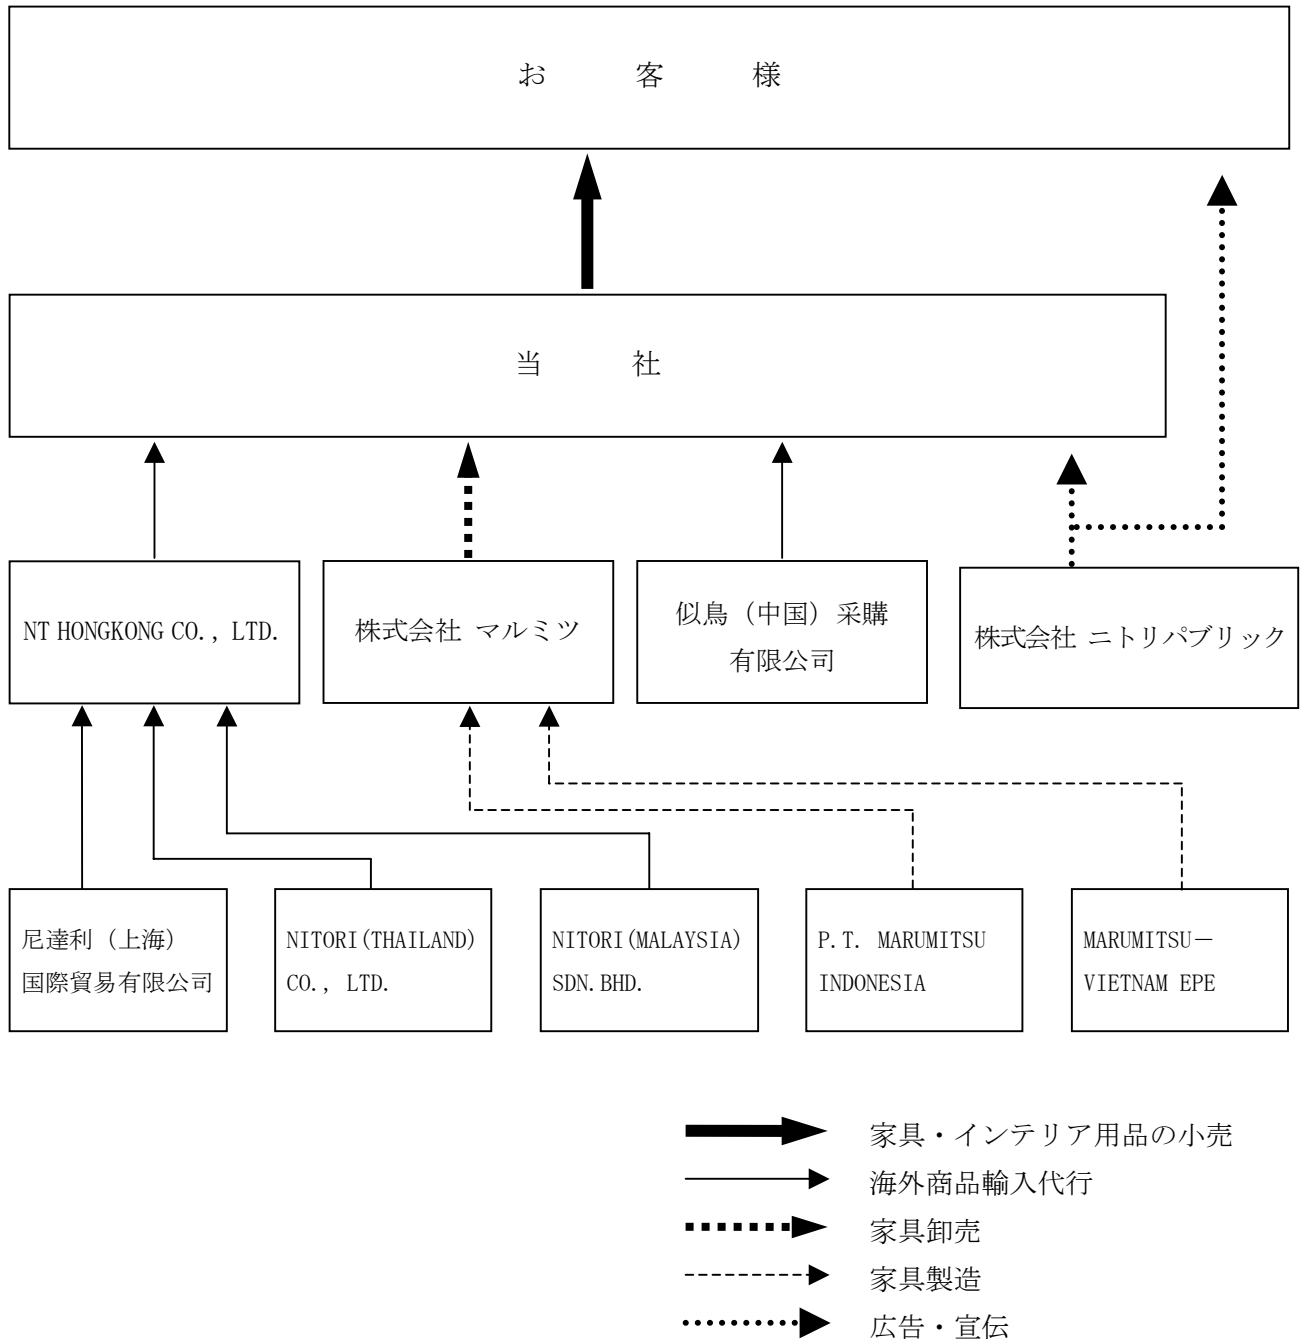 お客様
当社
NT HONGKONG CO., LTD.
株式会社 マルミツ
似鳥（中国）采購
有限公司
株式会社 ニトリパブリック
尼達利（上海）
国際貿易有限公司
NITORI(THAILAND)
CO., LTD.
NITORI(MALAYSIA)
SDN.BHD.
P.T. MARUMITSU
INDONESIA
MARUMITSU－
VIETNAM EPE
家具・インテリア用品の小売
海外商品輸入代行
家具卸売
家具製造
広告・宣伝